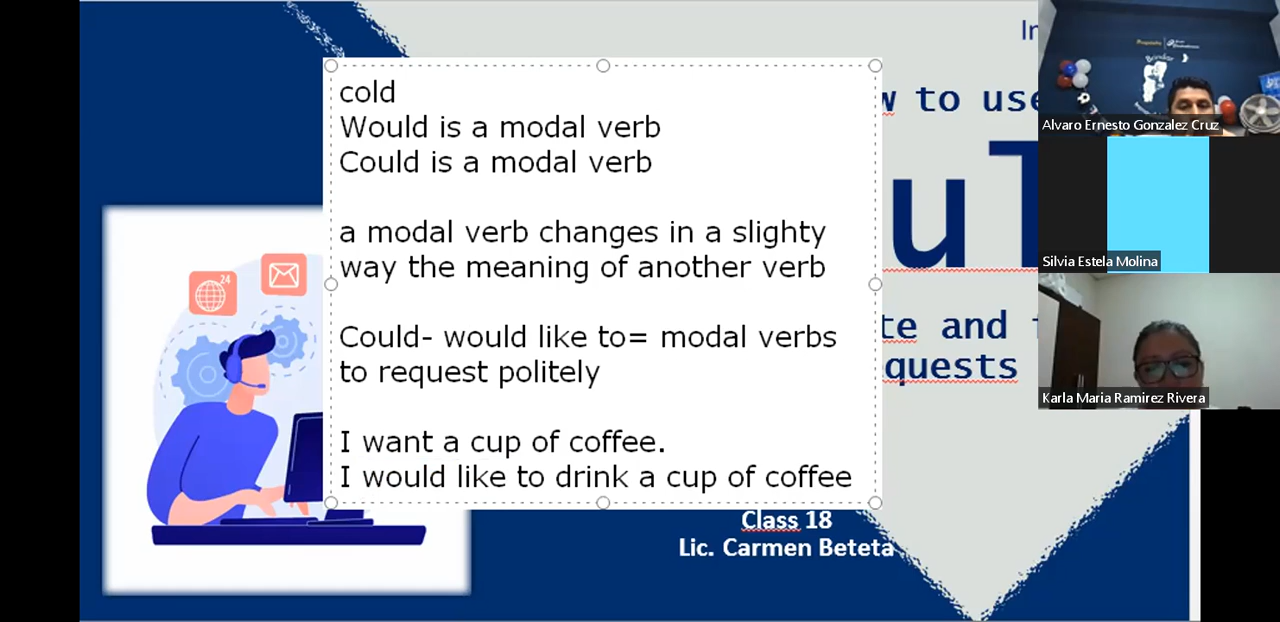 cold
Would is a modal verb
Could is a modal verb
a modal verb changes in a slighty
way the meaning of another verb
Could- would like to= modal verbs
to request politely
I want a cup of coffee.
I would like to drink a cup of coffee
to use
ul
and
quests
Class 18
Lic. Carmen Beteta
24
Alvaro Ernesto Gonzalez Cruz
Silvia Estela Molina
Karla Maria Ramirez Rivera